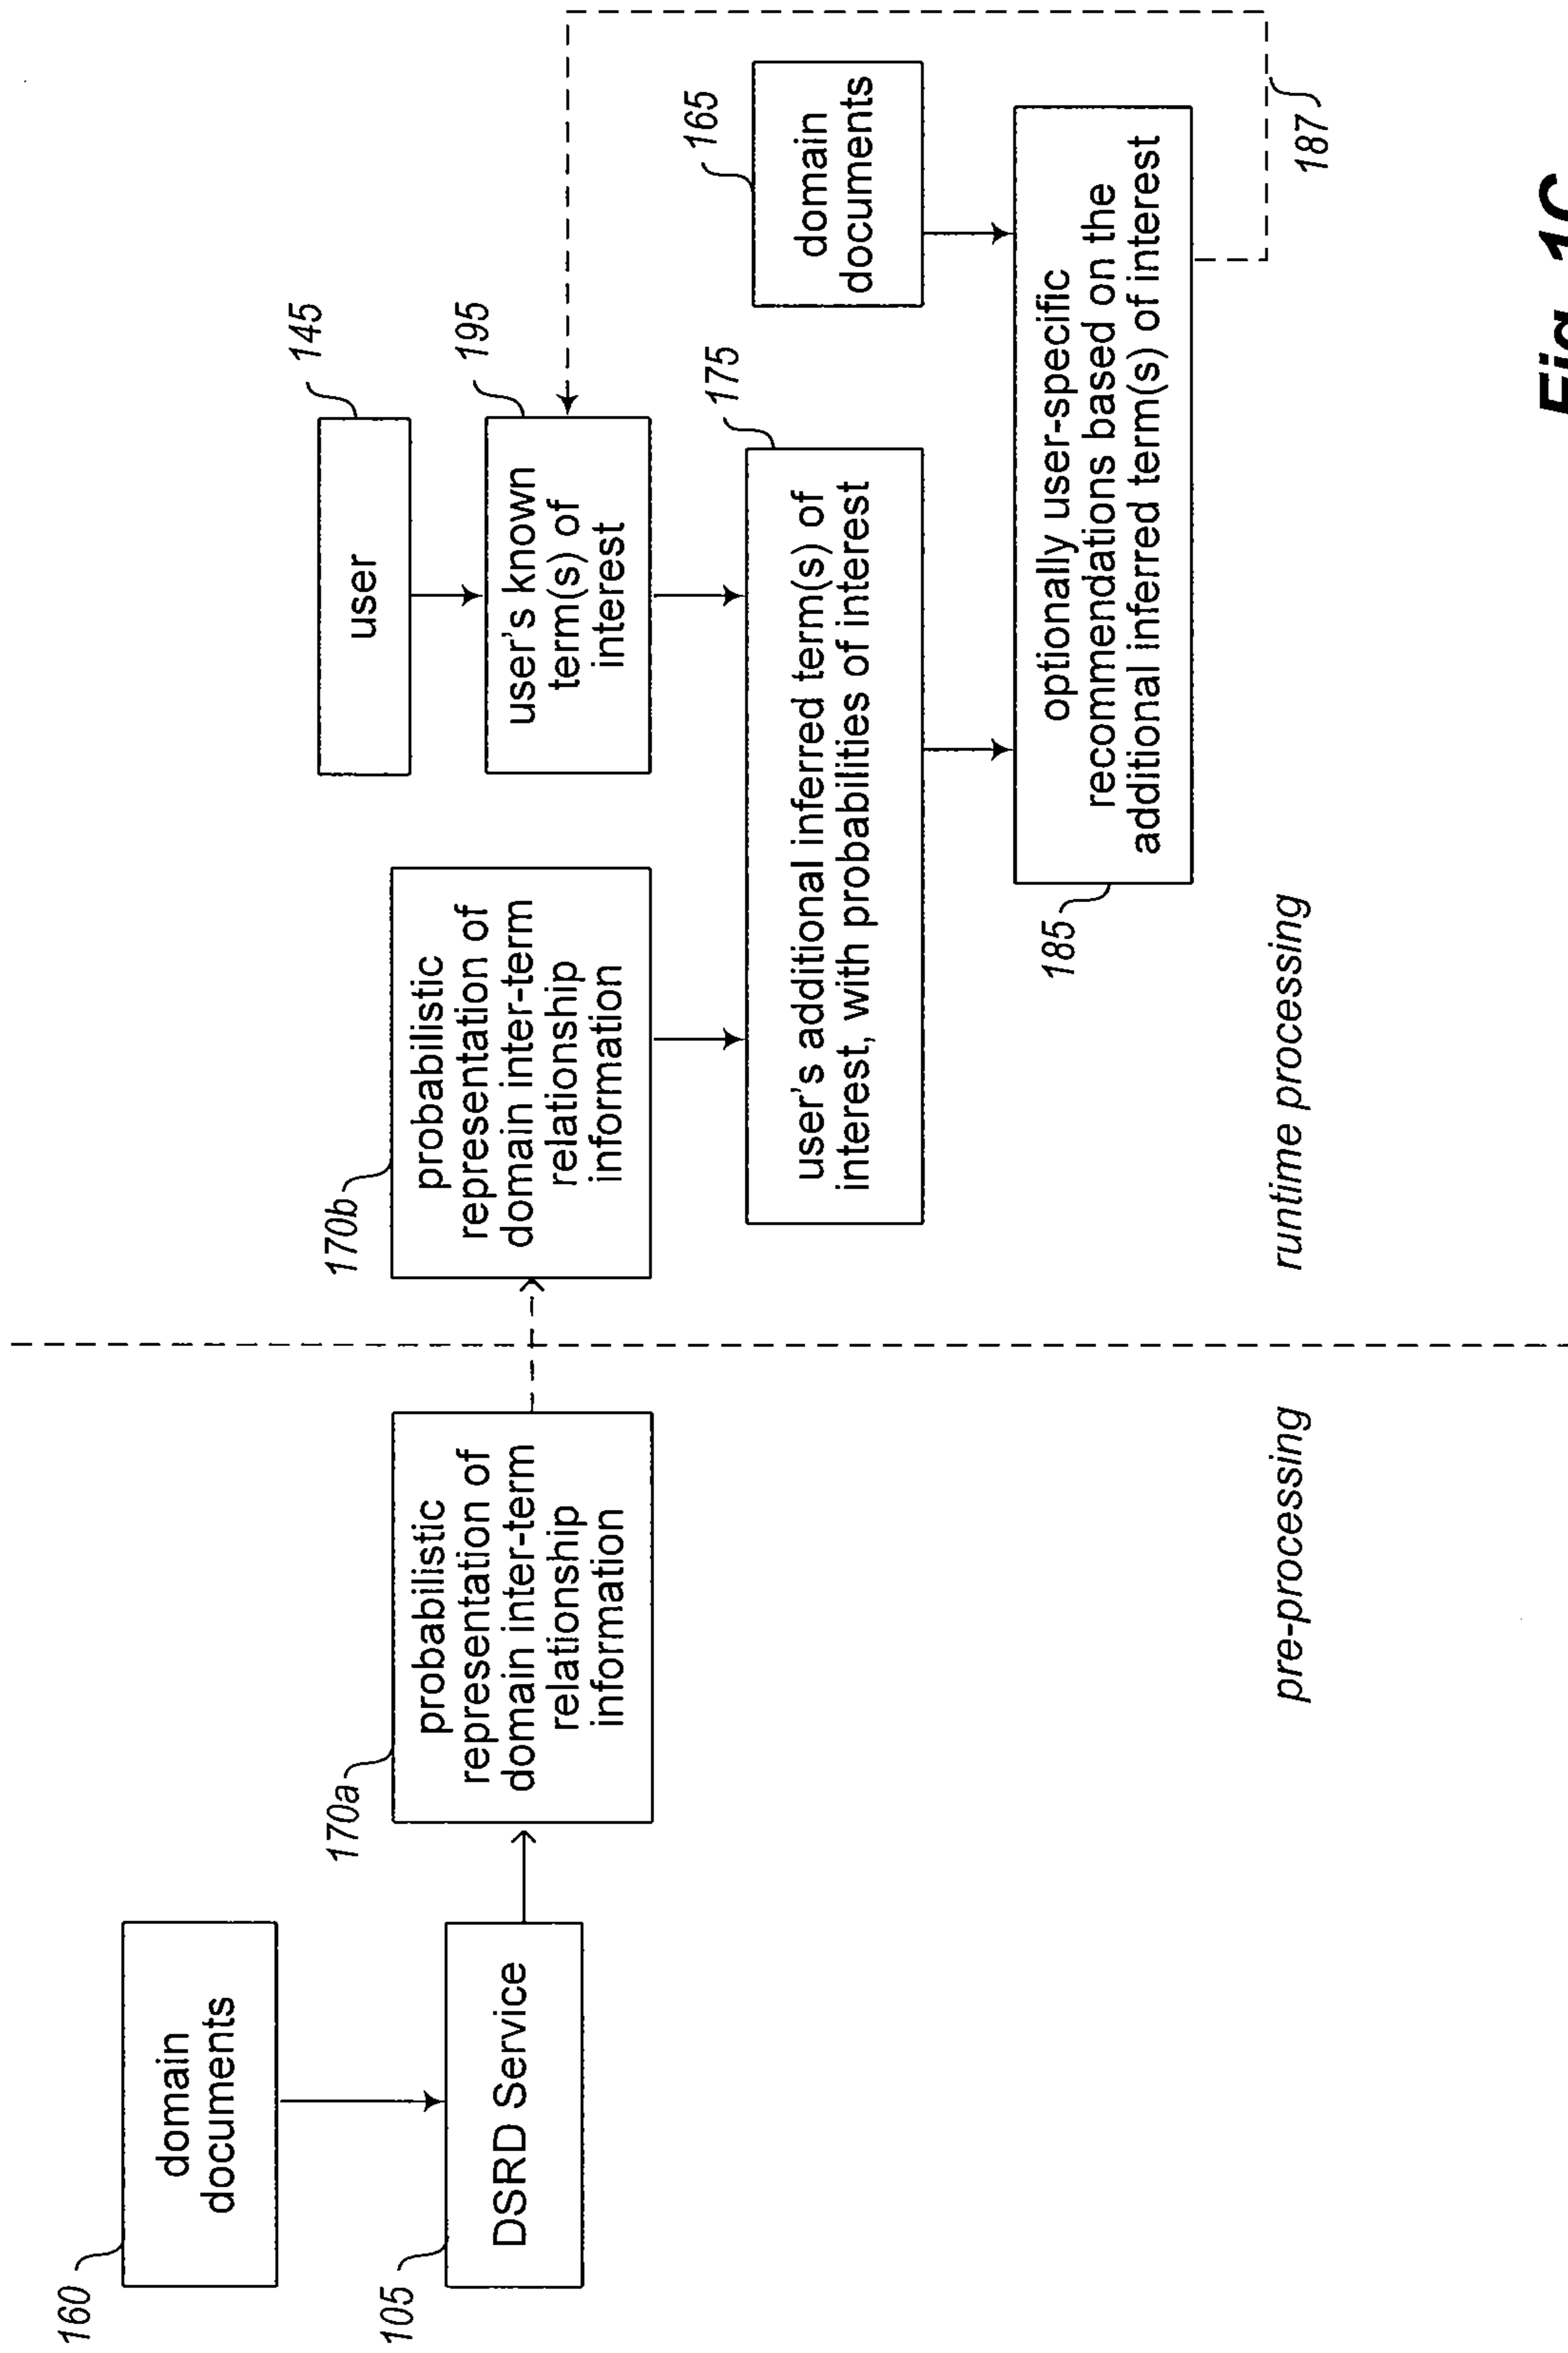 160
domain
documents
105
DSRD Service
170a
probabilistic
representation of
domain inter-term
relationship
information
pre-processing
170b
probabilistic
representation of
domain inter-term
relationship
information
user
145
user's known
term(s) of
interest
195
user's additional inferred term(s) of
interest, with probabilities of interest
175
domain
documents
165
optionally user-specific
recommendations based on the
additional inferred term(s) of interest
185
187
runtime processing
Fig. 1C